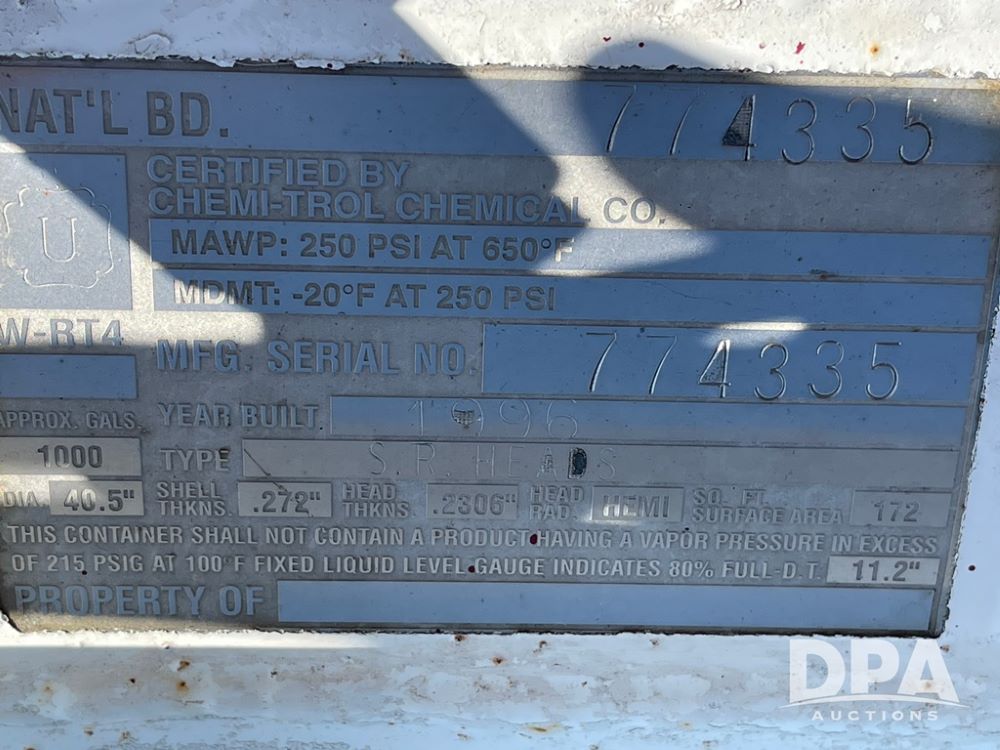 NAT'L BD. 774335
CERTIFIED BY
CHEMI-TROL CHEMICAL CO.
U
MAWP: 250 PSI AT 650°F
MDMT: -20°F AT 250 PSI
W-RT4
MFG. SERIAL NO. 774335
APPROX. GALS. YEAR BUILT 1996
1000 TYPE S.R. HEADS
DIA. 40.5" SHELL THKNS. .272" HEAD THKNS. .2306" HEAD RAD. HEMI SQ. FT. SURFACE AREA 172
THIS CONTAINER SHALL NOT CONTAIN A PRODUCT HAVING A VAPOR PRESSURE IN EXCESS
OF 215 PSIG AT 100°F FIXED LIQUID LEVEL GAUGE INDICATES 80% FULL-D.T. 11.2"
PROPERTY OF
DPA
AUCTIONS